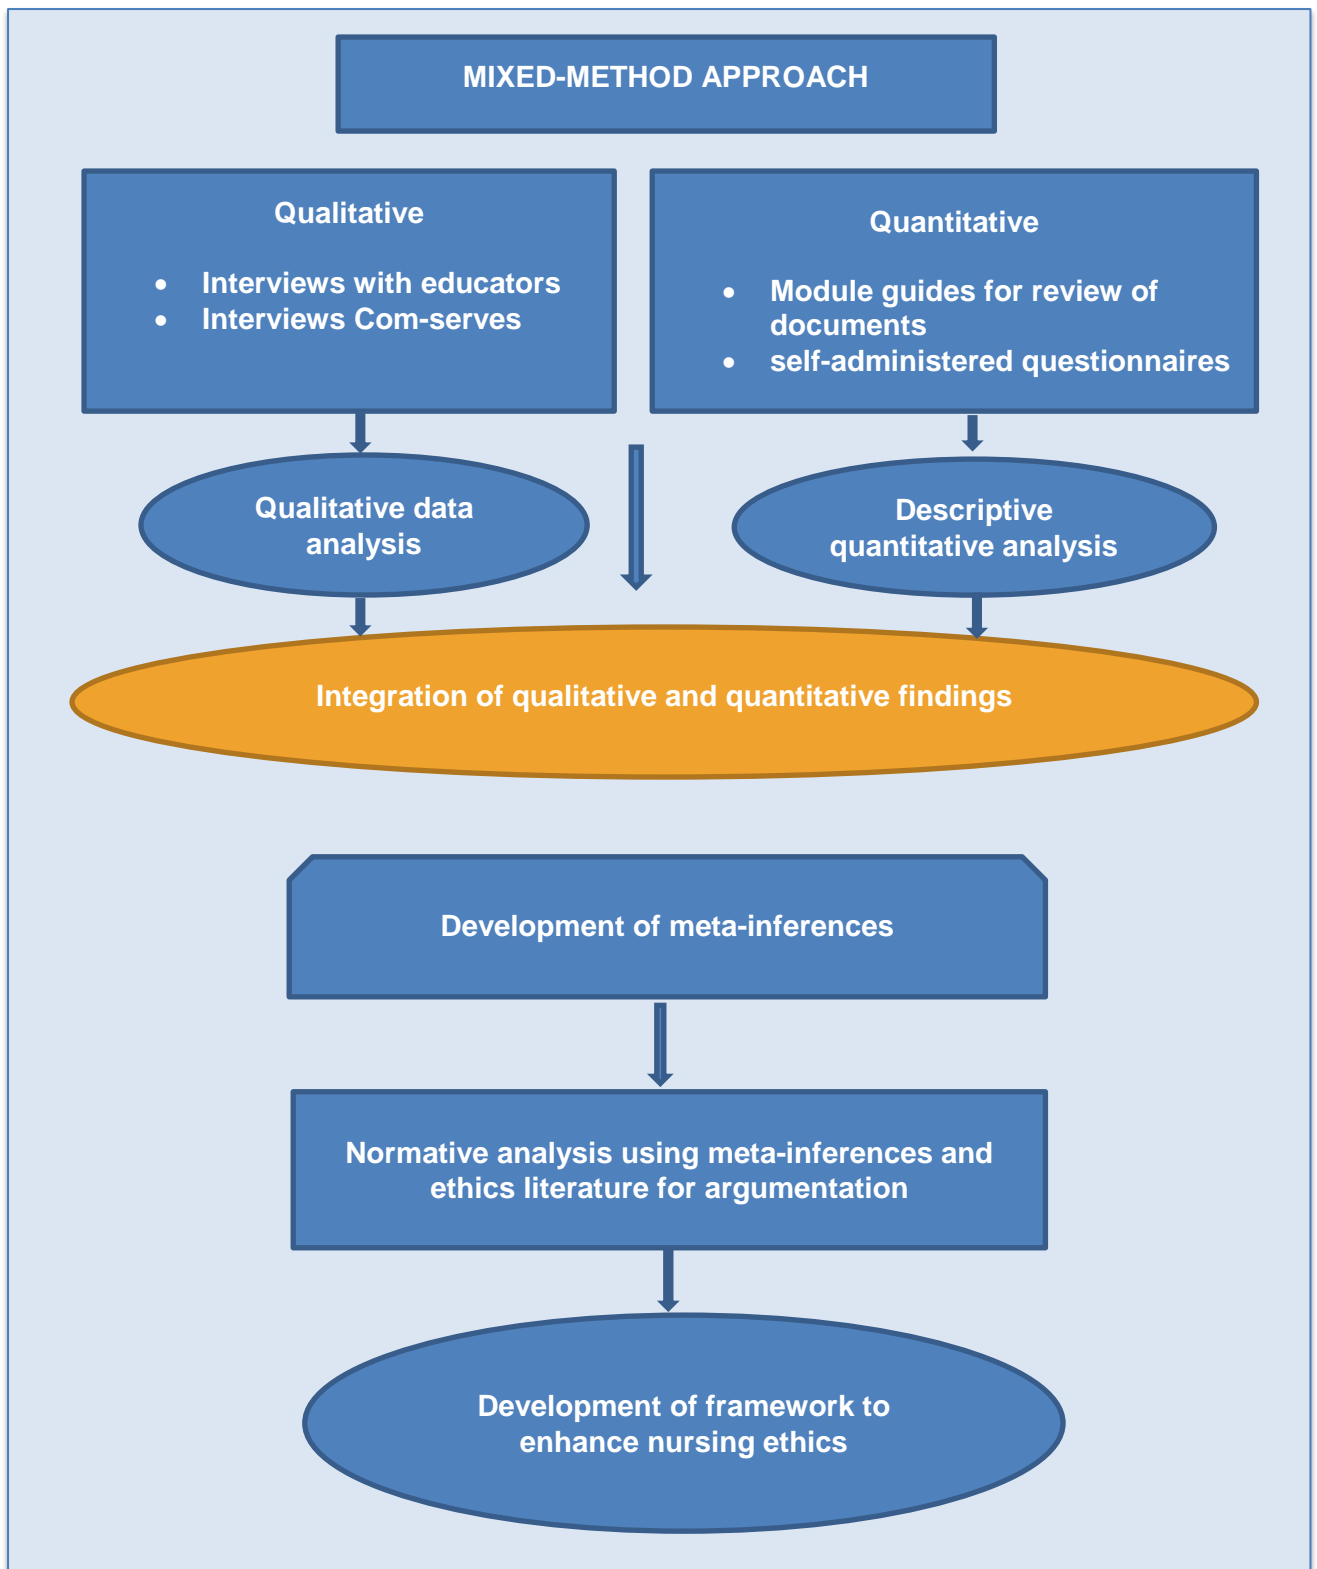 MIXED-METHOD APPROACH
Qualitative
• Interviews with educators
• Interviews Com-serves
Quantitative
• Module guides for review of
documents
• self-administered questionnaires
Qualitative data
analysis
Descriptive
quantitative analysis
Integration of qualitative and quantitative findings
Development of meta-inferences
Normative analysis using meta-inferences and
ethics literature for argumentation
Development of framework to
enhance nursing ethics